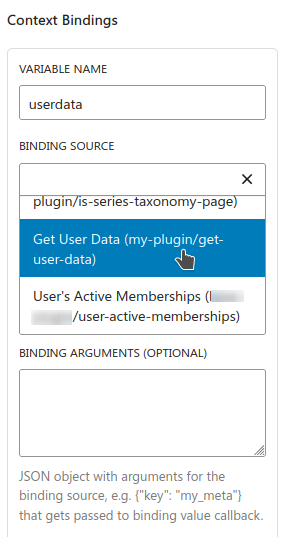 Context Bindings
VARIABLE NAME
userdata
BINDING SOURCE
plugin/is-series-taxonomy-page)
Get User Data (my-plugin/get-
user-data)
User's Active Memberships (
/user-active-memberships)
BINDING ARGUMENTS (OPTIONAL)
JSON object with arguments for the
binding source, e.g. {"key": "my_meta"}
that gets passed to binding value callback.